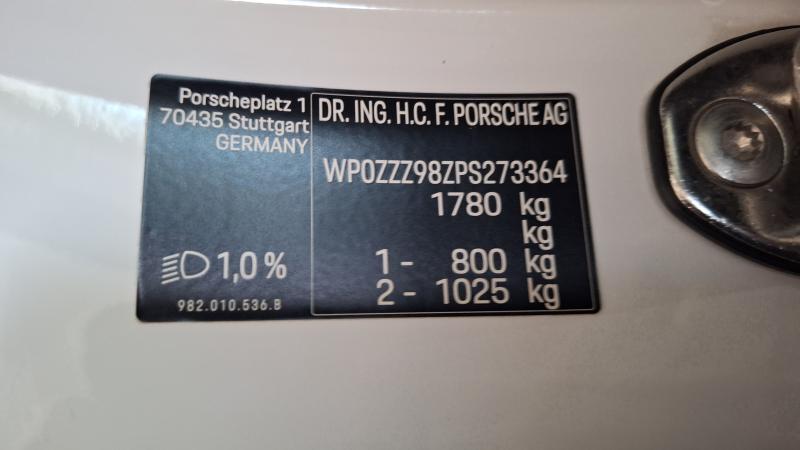 Porscheplatz 1
70435 Stuttgart
GERMANY
1,0 %
982.010.536.B
DR. ING. H.C. F. PORSCHE AG
WP0ZZZ98ZPS273364
1780 kg
kg
1 - 800 kg
2 - 1025 kg